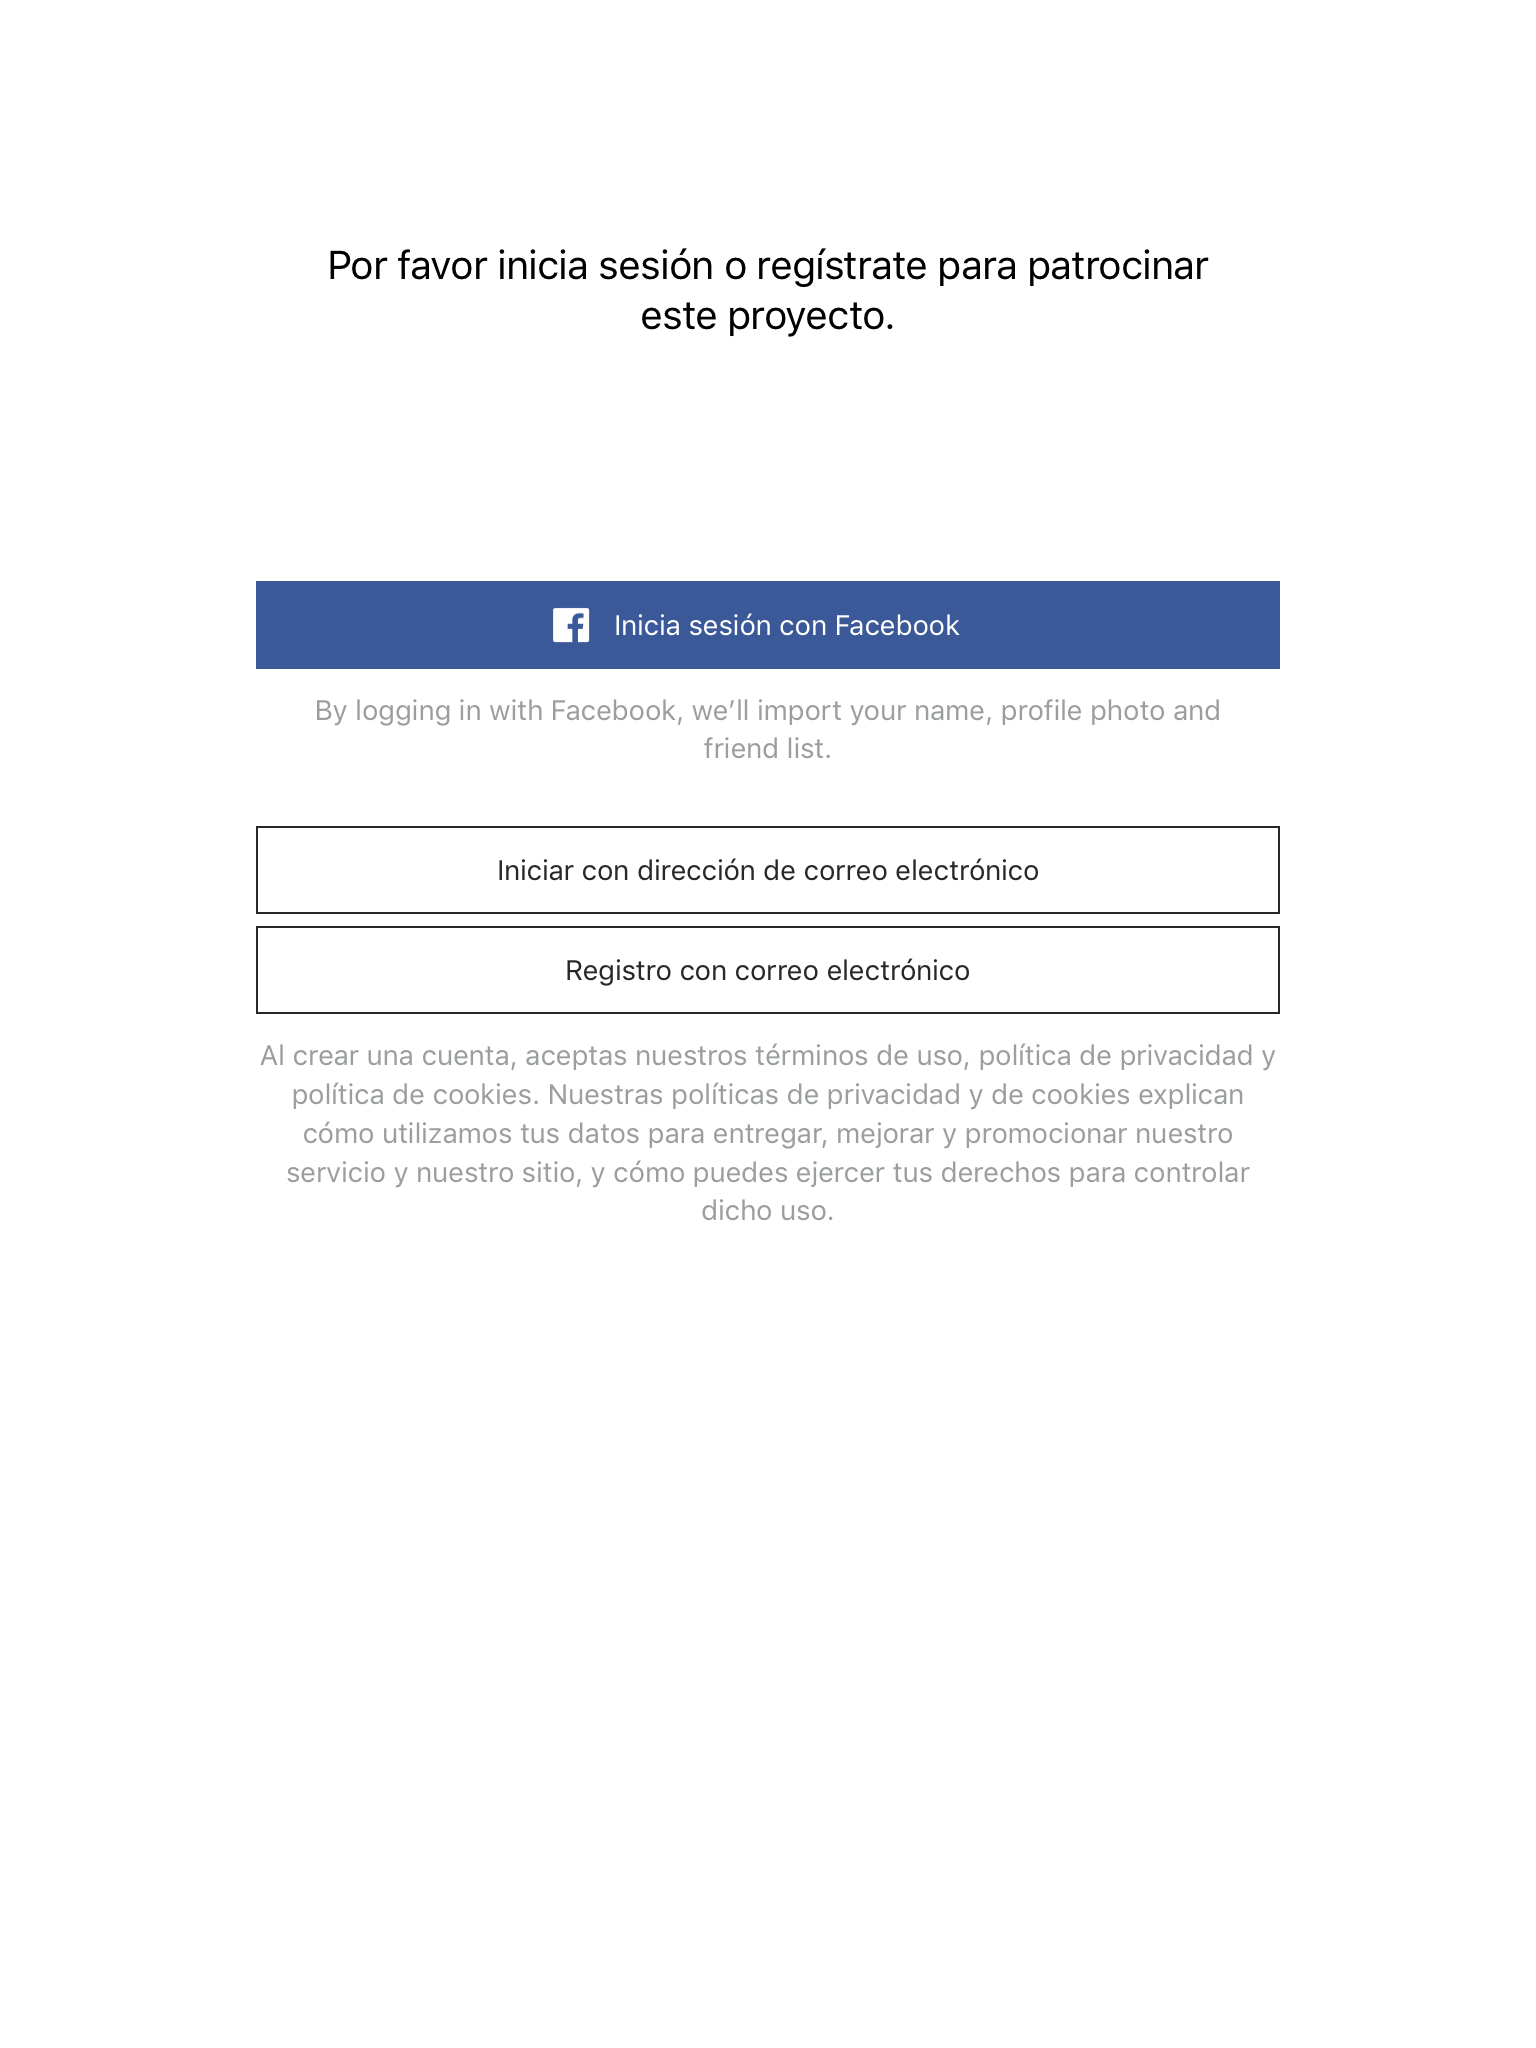 Por favor inicia sesión o regístrate para patrocinar
este proyecto.
Inicia sesión con Facebook
By logging in with Facebook, we’ll import your name, profile photo and
friend list.
Iniciar con dirección de correo electrónico
Registro con correo electrónico
Al crear una cuenta, aceptas nuestros términos de uso, política de privacidad y
política de cookies. Nuestras políticas de privacidad y de cookies explican
cómo utilizamos tus datos para entregar, mejorar y promocionar nuestro
servicio y nuestro sitio, y cómo puedes ejercer tus derechos para controlar
dicho uso.